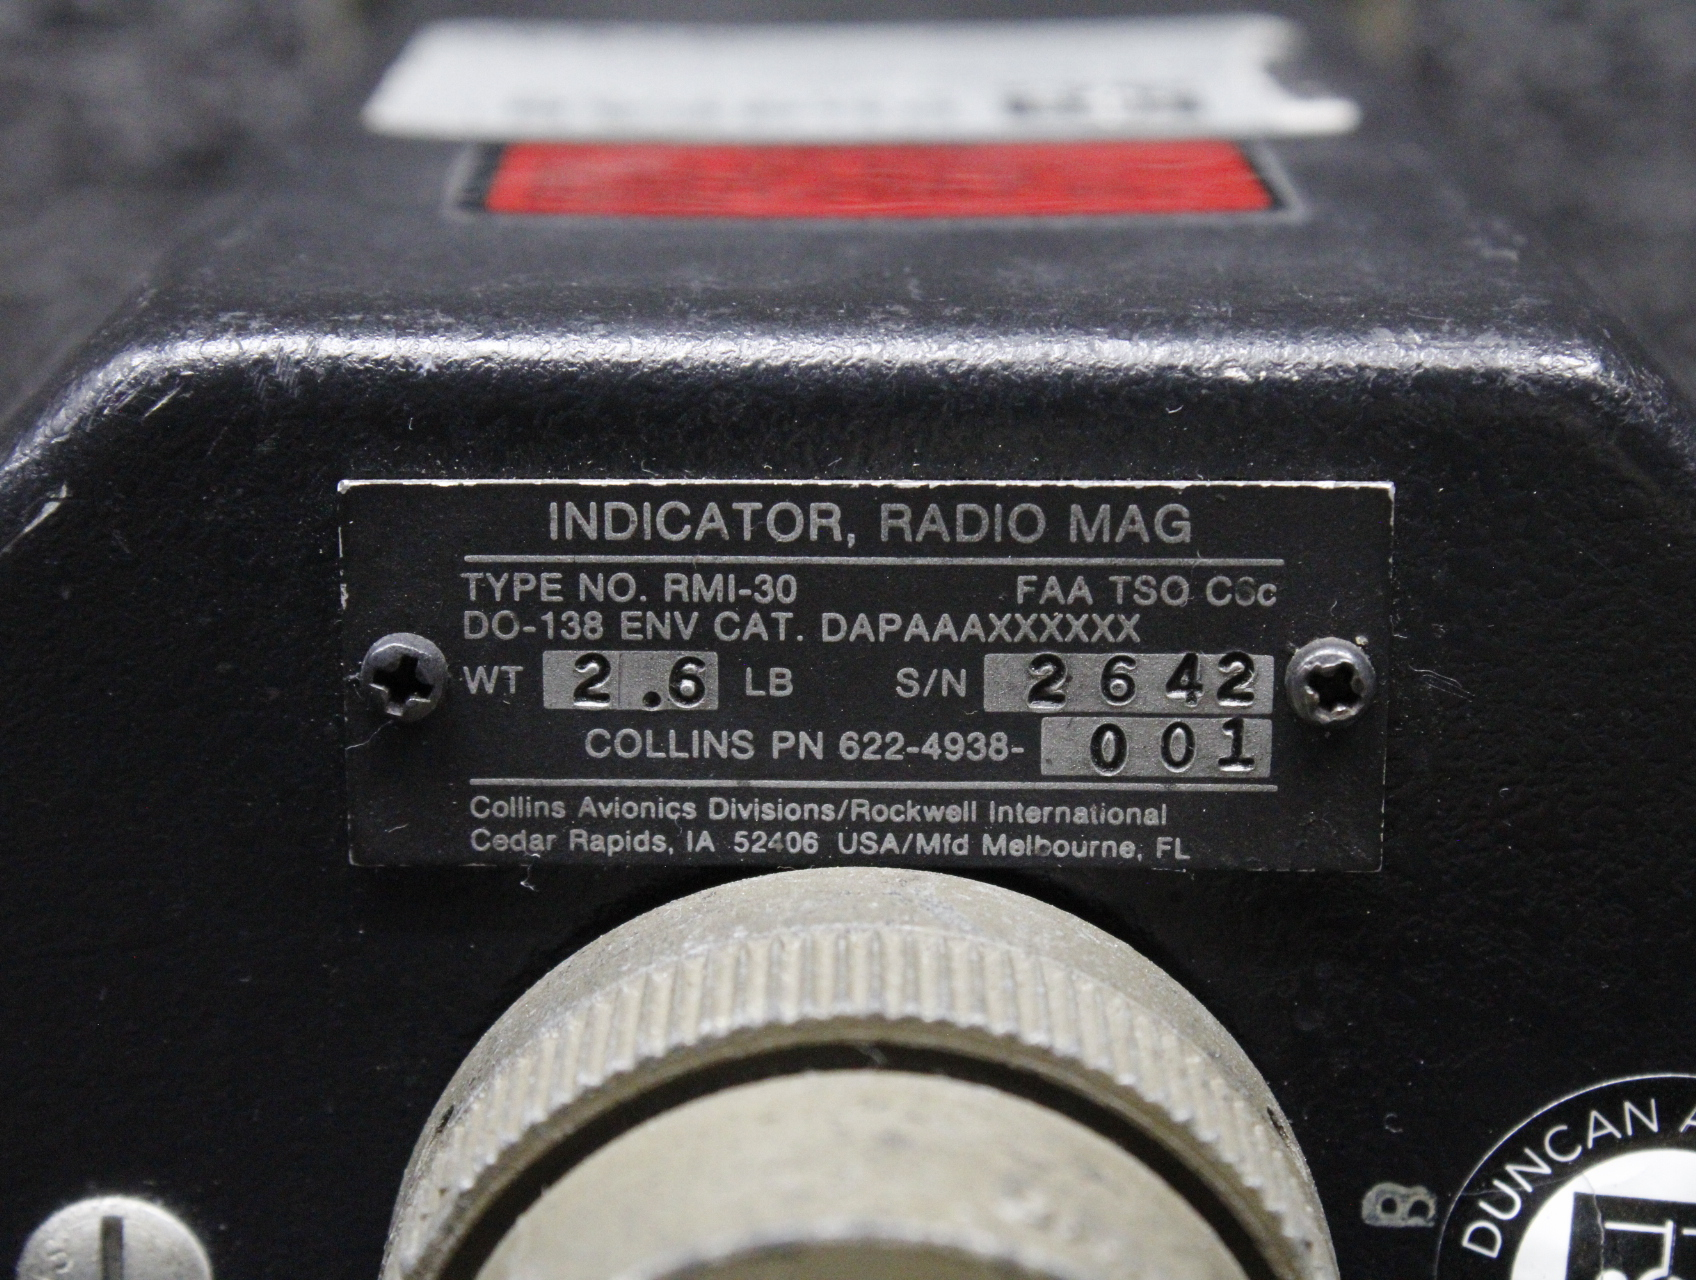 INDICATOR, RADIO MAG
TYPE NO. RMI-30 FAA TSO C6c
DO-138 ENV CAT. DAPAAAXXXXXX
WT 2.6 LB S/N 2642
COLLINS PN 622-4938-001
Collins Avionics Divisions/Rockwell International
Cedar Rapids, IA 52406 USA/Mfd Melbourne, FL
DUNCAN A
B